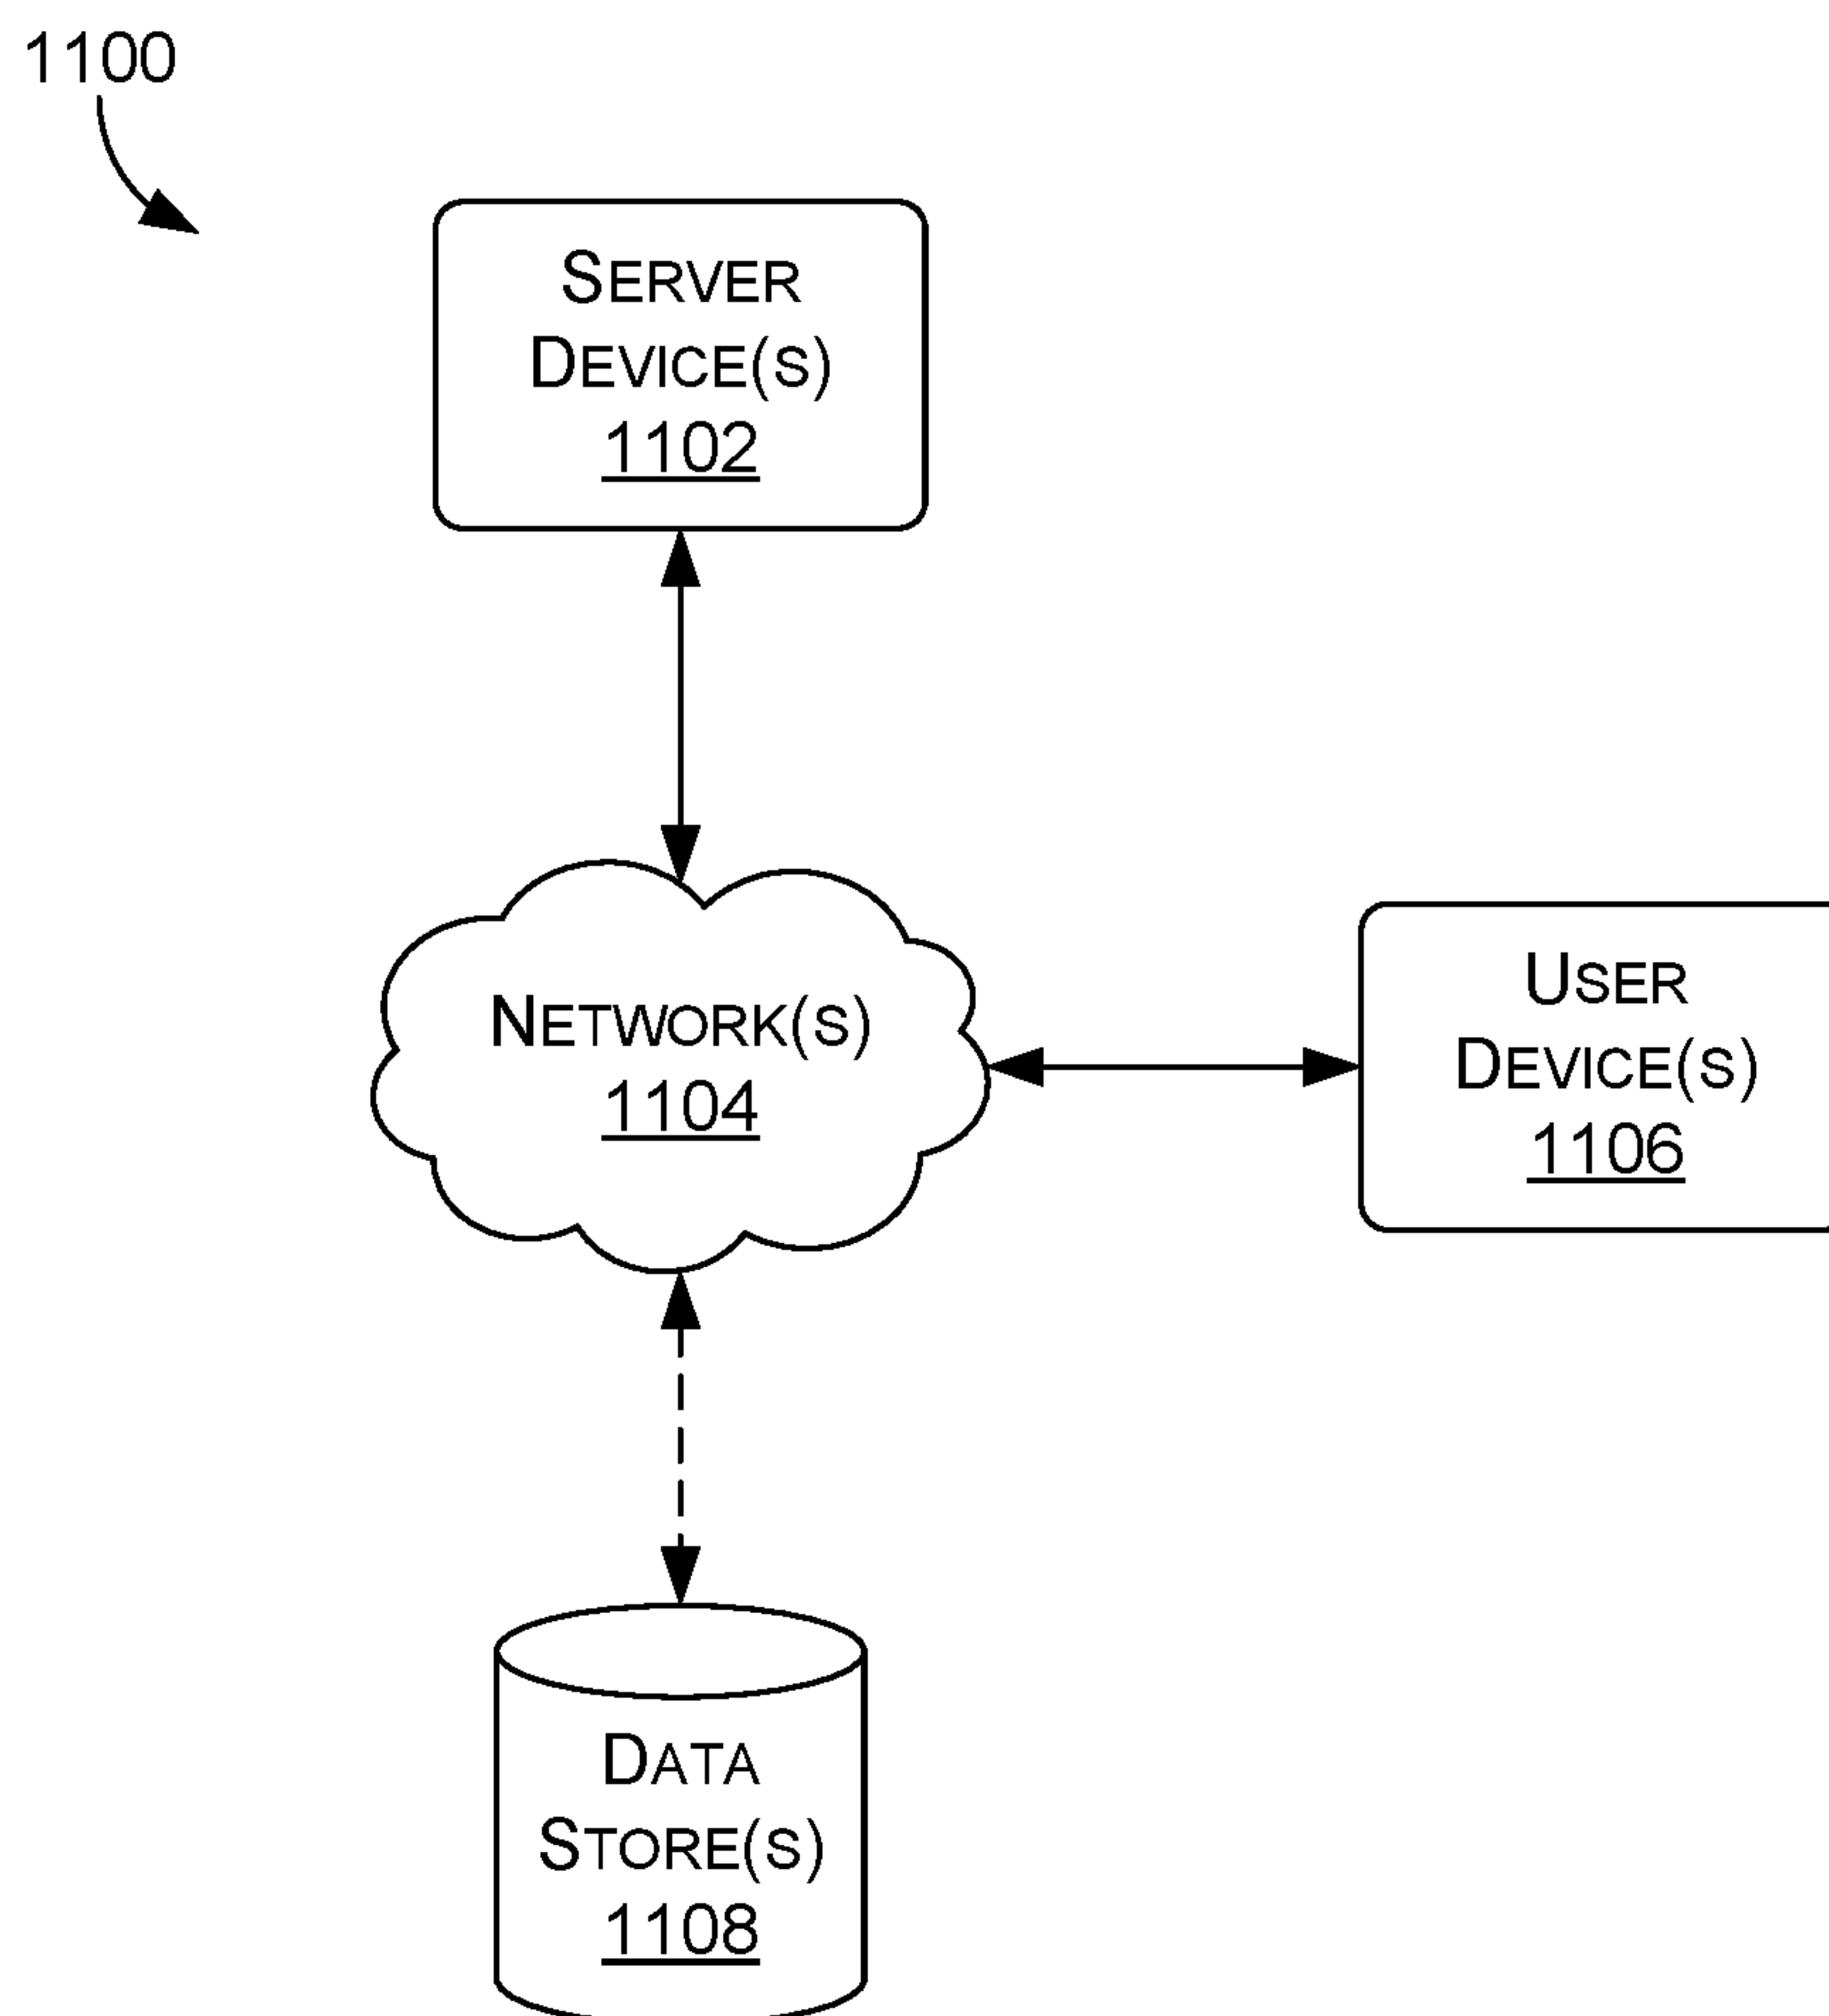 1100
SERVER
DEVICE(S)
1102
NETWORK(S)
1104
USER
DEVICE(S)
1106
DATA
STORE(S)
1108